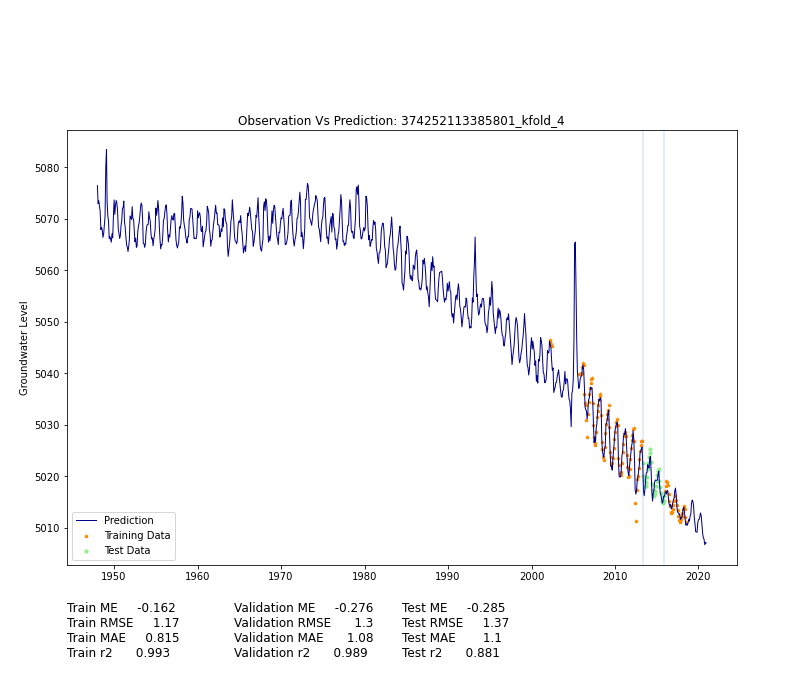 Observation Vs Prediction: 374252113385801_kfold_4
Groundwater Level
5080
5070
5060
5050
5040
5030
5020
5010
Prediction
Training Data
Test Data
1950 1960 1970 1980 1990 2000 2010 2020
Train ME -0.162 Validation ME -0.276 Test ME -0.285
Train RMSE 1.17 Validation RMSE 1.3 Test RMSE 1.37
Train MAE 0.815 Validation MAE 1.08 Test MAE 1.1
Train r2 0.993 Validation r2 0.989 Test r2 0.881